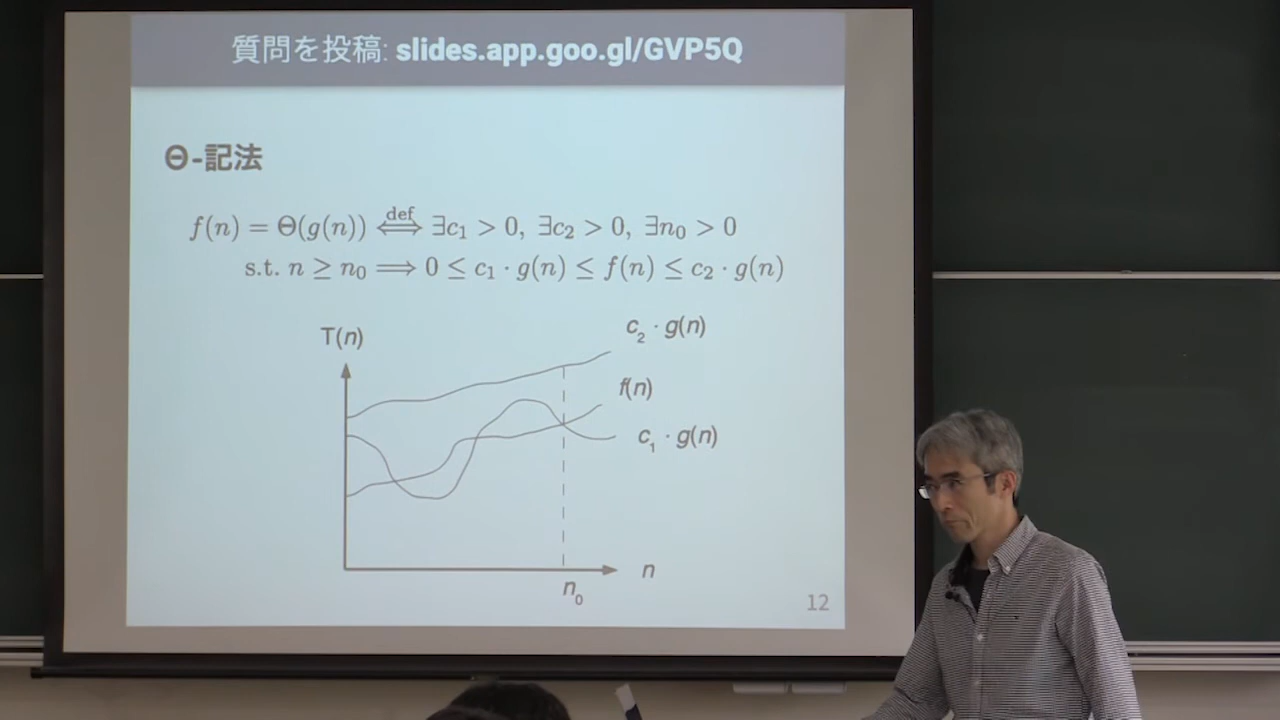 質問を投稿: slides.app.goo.gl/GVP5Q
Θ-記法
f(n) = Θ(g(n)) ⟺def ∃c₁ > 0, ∃c₂ > 0, ∃n₀ > 0
s.t. n ≥ n₀ ⟹ 0 ≤ c₁ · g(n) ≤ f(n) ≤ c₂ · g(n)
T(n)
c₂ · g(n)
f(n)
c₁ · g(n)
n
n₀
12